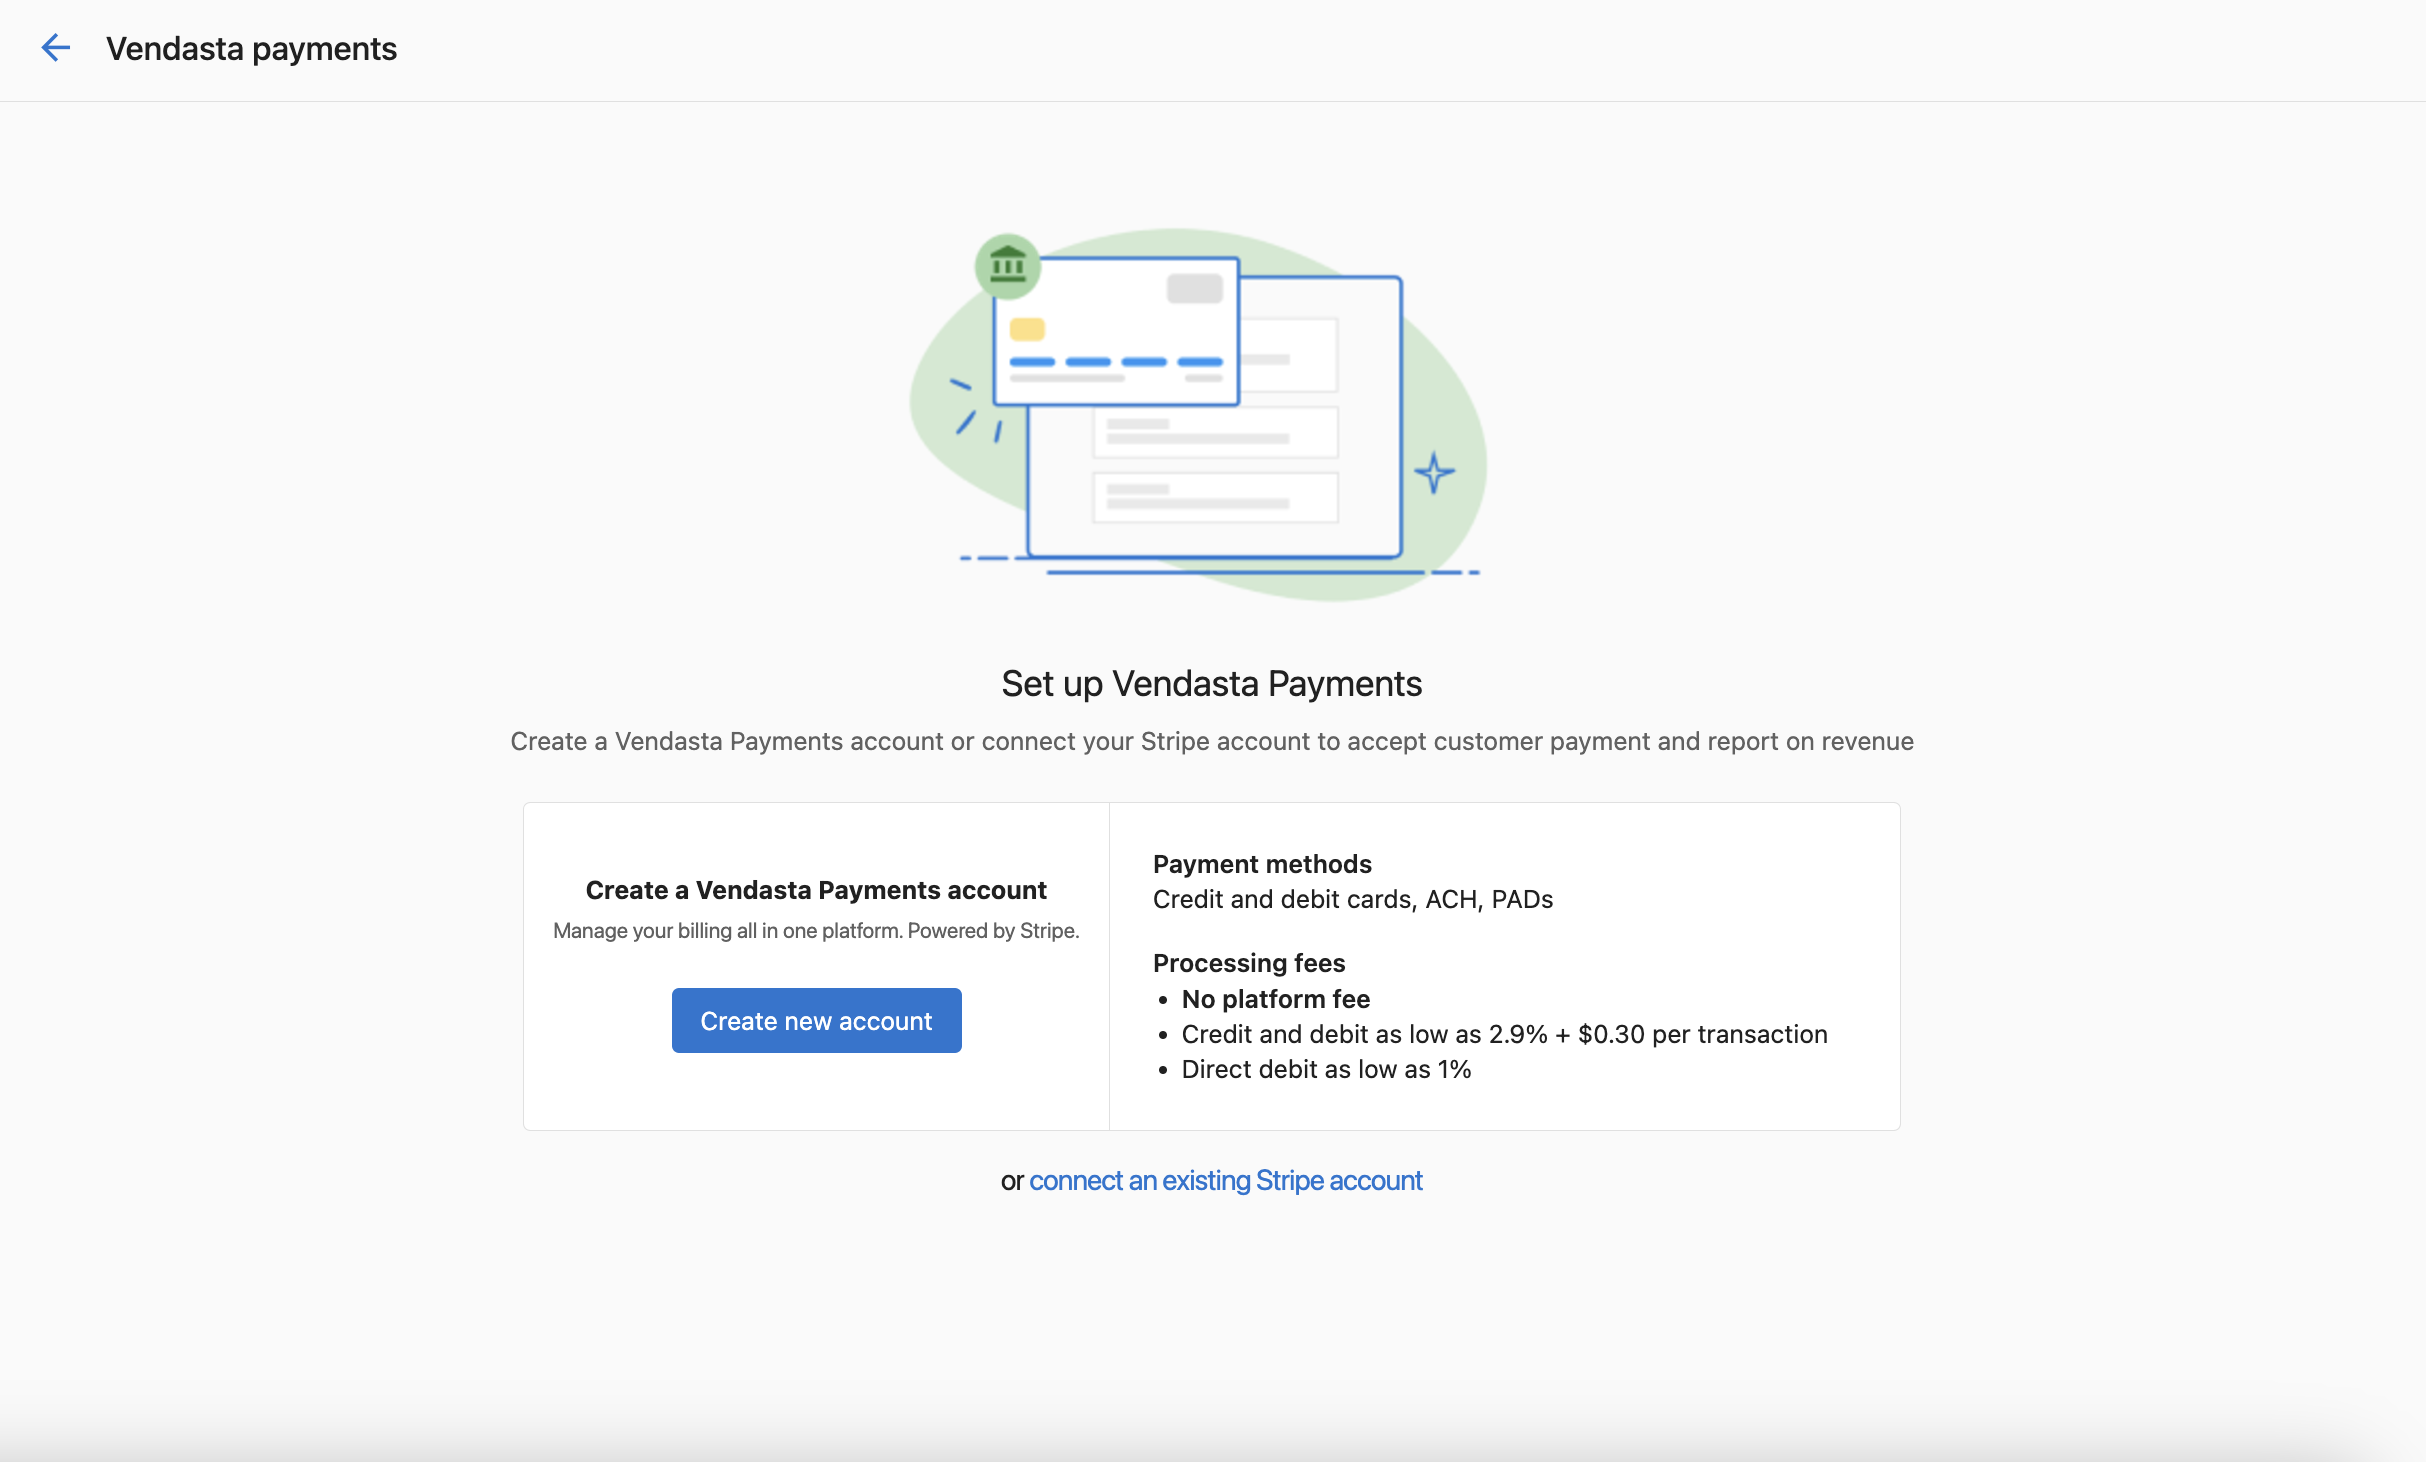 Vendasta payments
Set up Vendasta Payments
Create a Vendasta Payments account or connect your Stripe account to accept customer payment and report on revenue
Create a Vendasta Payments account
Manage your billing all in one platform. Powered by Stripe.
Create new account
Payment methods
Credit and debit cards, ACH, PADs
Processing fees
• No platform fee
• Credit and debit as low as 2.9% + $0.30 per transaction
• Direct debit as low as 1%
or connect an existing Stripe account